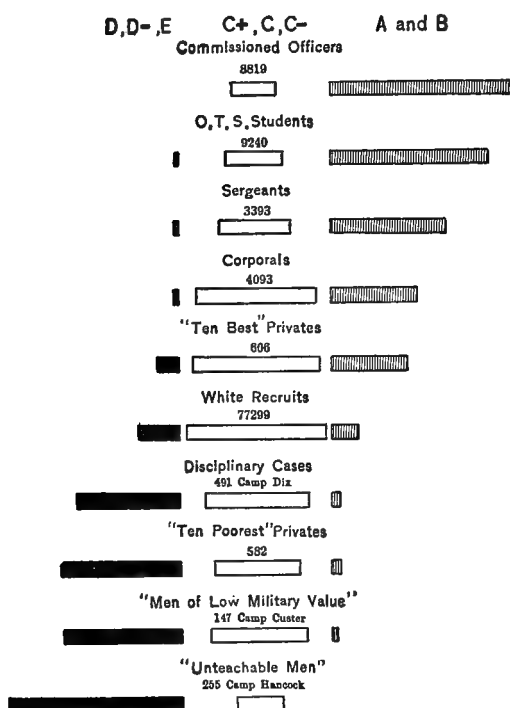 D,D-,E C+,C,C- A and B
Commissioned Officers
8819
O.T.S. Students
9240
Sergeants
3393
Corporals
4093
"Ten Best" Privates
606
White Recruits
77299
Disciplinary Cases
491 Camp Dix
"Ten Poorest" Privates
582
"Men of Low Military Value"
147 Camp Custer
"Unteachable Men"
255 Camp Hancock